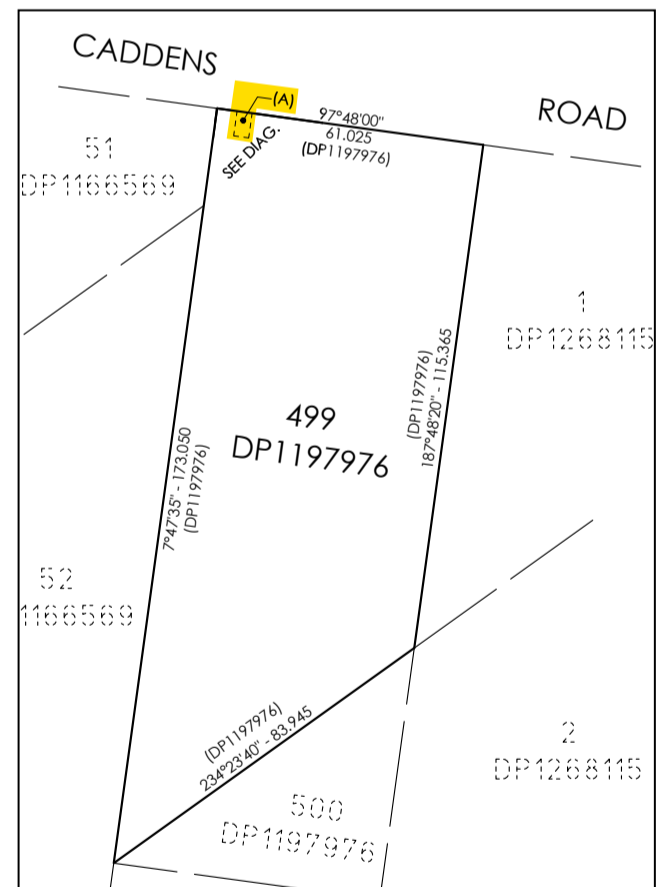 CADDENS
ROAD
(A)
SEE DIAG.
97°48'00"
61.025
(DP1197976)
51
DP1166569
1
DP1268115
(DP1197976)
187°48'20" - 115.365
499
DP1197976
7°47'35" - 173.050
(DP1197976)
52
1166569
(DP1197976)
234°23'40" - 83.945
2
DP1268115
500
DP1197976